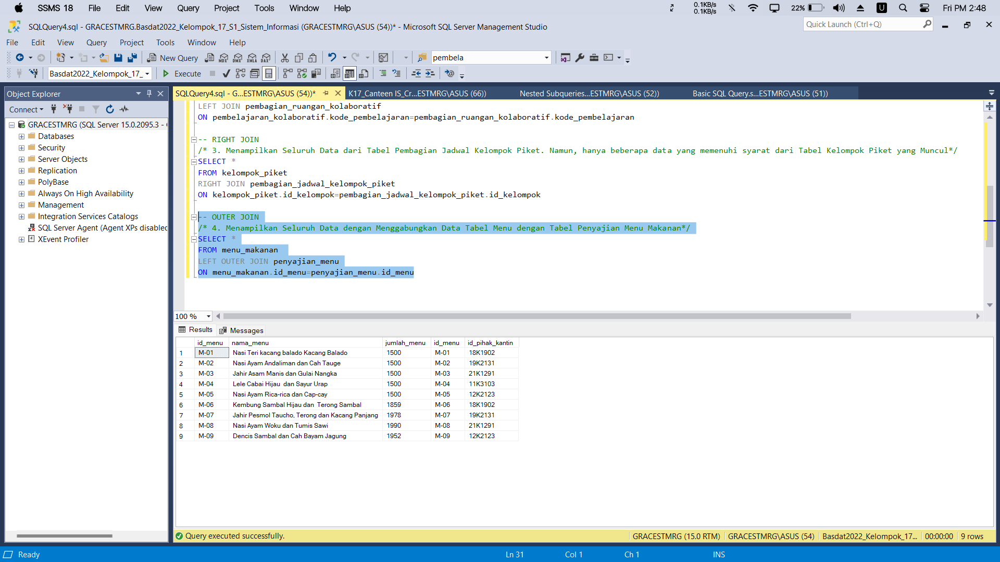 SSMS 18 File Edit View Query Project Tools Window Help 0.1KB/s 0.1KB/s 22% U Fri PM 2:48
SQLQuery4.sql - GRACESTMRG.Basdat2022_Kelompok_17_S1_Sistem_Informasi (GRACESTMRG\ASUS (54))* - Microsoft SQL Server Management Studio
Quick Launch (Ctrl+Q)
File Edit View Query Project Tools Window Help
New Query MDX DMX XMLA DAX pembela
Basdat2022_Kelompok_17_ Execute
Object Explorer
SQLQuery4.sql - G...ESTMRG\ASUS (54))* K17_Canteen IS_Cr...ESTMRG\ASUS (66)) Nested Subqueries...ESTMRG\ASUS (52)) Basic SQL Query.s...ESTMRG\ASUS (51))
Connect
GRACESTMRG (SQL Server 15.0.2095.3 -
Databases
Security
Server Objects
Replication
PolyBase
Always On High Availability
Management
Integration Services Catalogs
SQL Server Agent (Agent XPs disabled
XEvent Profiler
LEFT JOIN pembagian_ruangan_kolaboratif
ON pembelajaran_kolaboratif.kode_pembelajaran=pembagian_ruangan_kolaboratif.kode_pembelajaran
-- RIGHT JOIN
/* 3. Menampilkan Seluruh Data dari Tabel Pembagian Jadwal Kelompok Piket. Namun, hanya beberapa data yang memenuhi syarat dari Tabel Kelompok Piket yang Muncul*/
SELECT *
FROM kelompok_piket
RIGHT JOIN pembagian_jadwal_kelompok_piket
ON kelompok_piket.id_kelompok=pembagian_jadwal_kelompok_piket.id_kelompok
-- OUTER JOIN
/* 4. Menampilkan Seluruh Data dengan Menggabungkan Data Tabel Menu dengan Tabel Penyajian Menu Makanan*/
SELECT *
FROM menu_makanan
LEFT OUTER JOIN penyajian_menu
ON menu_makanan.id_menu=penyajian_menu.id_menu
100 %
Results Messages
id_menu nama_menu jumlah_menu id_menu id_pihak_kantin
1 M-01 Nasi Teri kacang balado Kacang Balado 1500 M-01 18K1902
2 M-02 Nasi Ayam Andaliman dan Cah Tauge 1500 M-02 19K2131
3 M-03 Jahir Asam Manis dan Gulai Nangka 1500 M-03 21K1291
4 M-04 Lele Cabai Hijau dan Sayur Urap 1500 M-04 11K3103
5 M-05 Nasi Ayam Rica-rica dan Cap-cay 1500 M-05 12K2123
6 M-06 Kembung Sambal Hijau dan Terong Sambal 1859 M-06 18K1902
7 M-07 Jahir Pesmol Taucho, Terong dan Kacang Panjang 1978 M-07 19K2131
8 M-08 Nasi Ayam Woku dan Tumis Sawi 1990 M-08 21K1291
9 M-09 Dencis Sambal dan Cah Bayam Jagung 1952 M-09 12K2123
Query executed successfully. GRACESTMRG (15.0 RTM) GRACESTMRG\ASUS (54) Basdat2022_Kelompok_17... 00:00:00 9 rows
Ready Ln 31 Col 1 Ch 1 INS